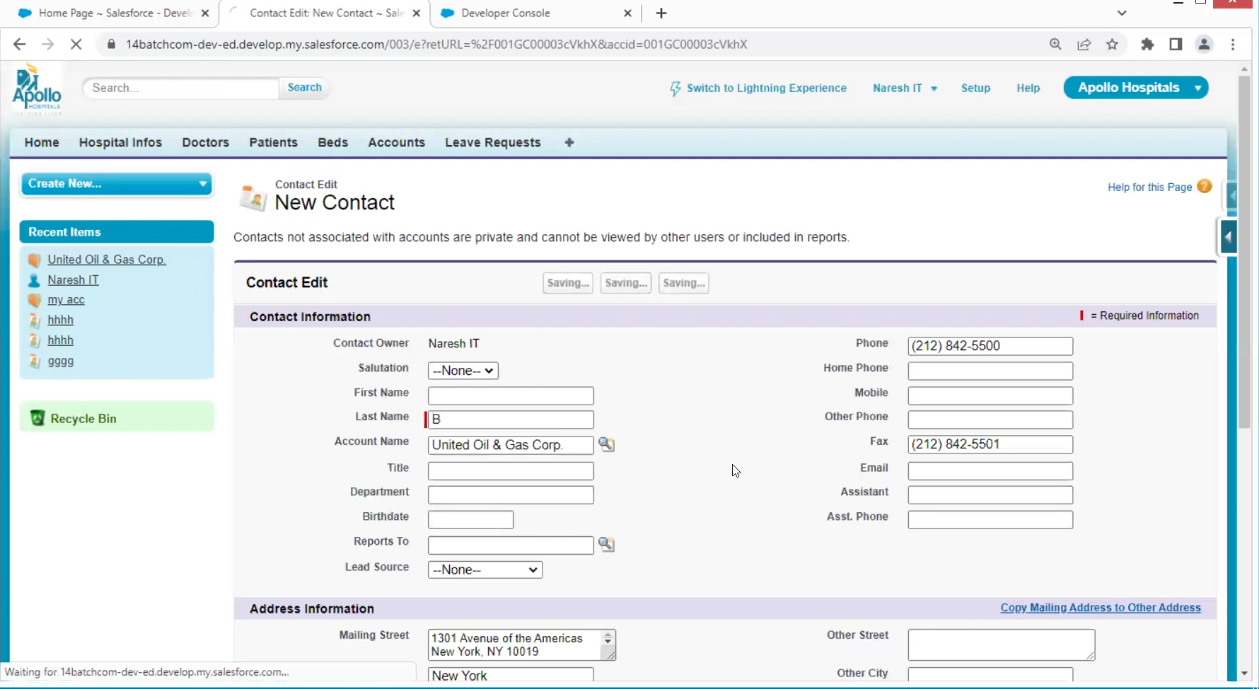 Home Page ~ Salesforce - Devel
Contact Edit: New Contact ~ Sale
Developer Console
14batchcom-dev-ed.develop.my.salesforce.com/003/e?retURL=%2F001GC00003cVkhX&accid=001GC00003cVkhX
Apollo
HOSPITALS
Search...
Search
Switch to Lightning Experience
Naresh IT
Setup
Help
Apollo Hospitals
Home
Hospital Infos
Doctors
Patients
Beds
Accounts
Leave Requests
Create New...
Recent Items
United Oil & Gas Corp.
Naresh IT
my acc
hhhh
hhhh
gggg
Recycle Bin
Contact Edit
New Contact
Help for this Page ?
Contacts not associated with accounts are private and cannot be viewed by other users or included in reports.
Contact Edit
Saving...
Saving...
Saving...
Contact Information
= Required Information
Contact Owner Naresh IT
Salutation --None--
First Name
Last Name B
Account Name United Oil & Gas Corp.
Title
Department
Birthdate
Reports To
Lead Source --None--
Phone (212) 842-5500
Home Phone
Mobile
Other Phone
Fax (212) 842-5501
Email
Assistant
Asst. Phone
Address Information
Copy Mailing Address to Other Address
Mailing Street 1301 Avenue of the Americas
New York, NY 10019
New York
Other Street
Other City
Waiting for 14batchcom-dev-ed.develop.my.salesforce.com...